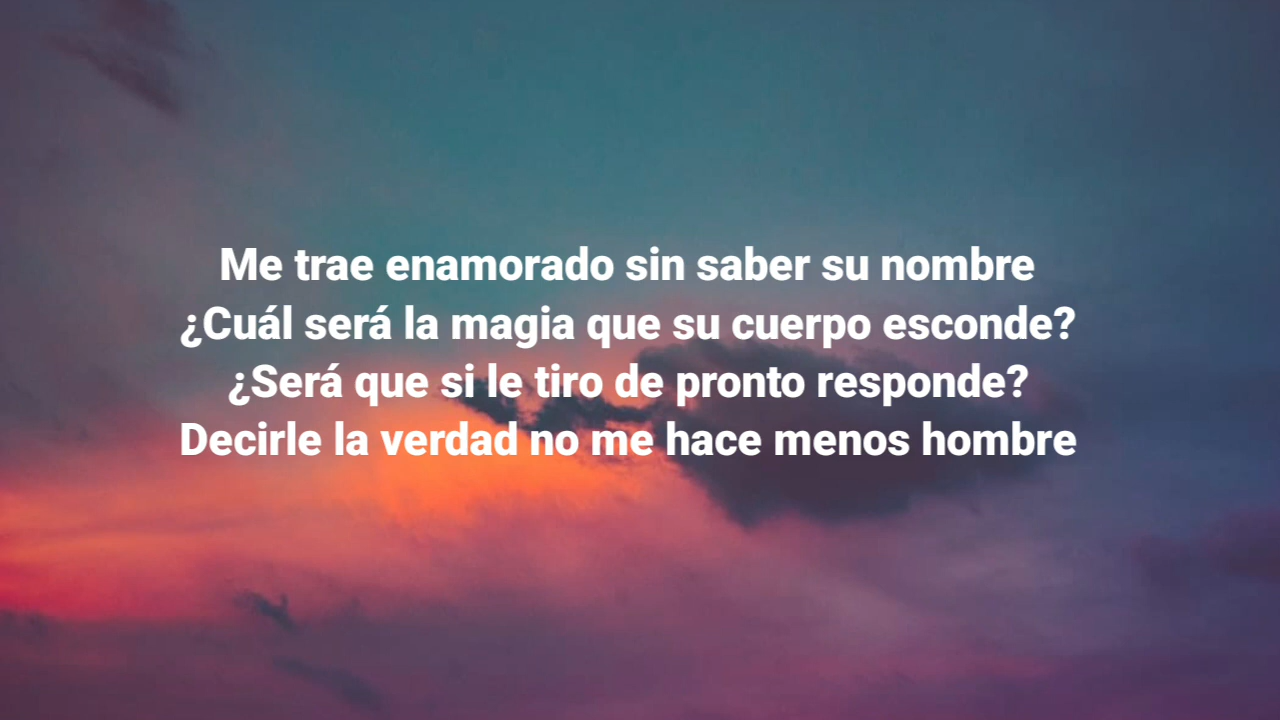 Me trae enamorado sin saber su nombre
¿Cuál será la magia que su cuerpo esconde?
¿Será que si le tiro de pronto responde?
Decirle la verdad no me hace menos hombre